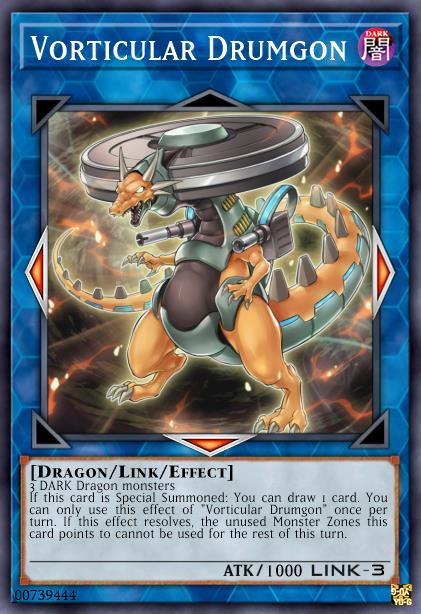 Vorticular Drumgon
DARK
闇
[Dragon/Link/Effect]
3 DARK Dragon monsters
If this card is Special Summoned: You can draw 1 card. You
can only use this effect of "Vorticular Drumgon" once per
turn. If this effect resolves, the unused Monster Zones this
card points to cannot be used for the rest of this turn.
ATK/1000 LINK-3
00739444